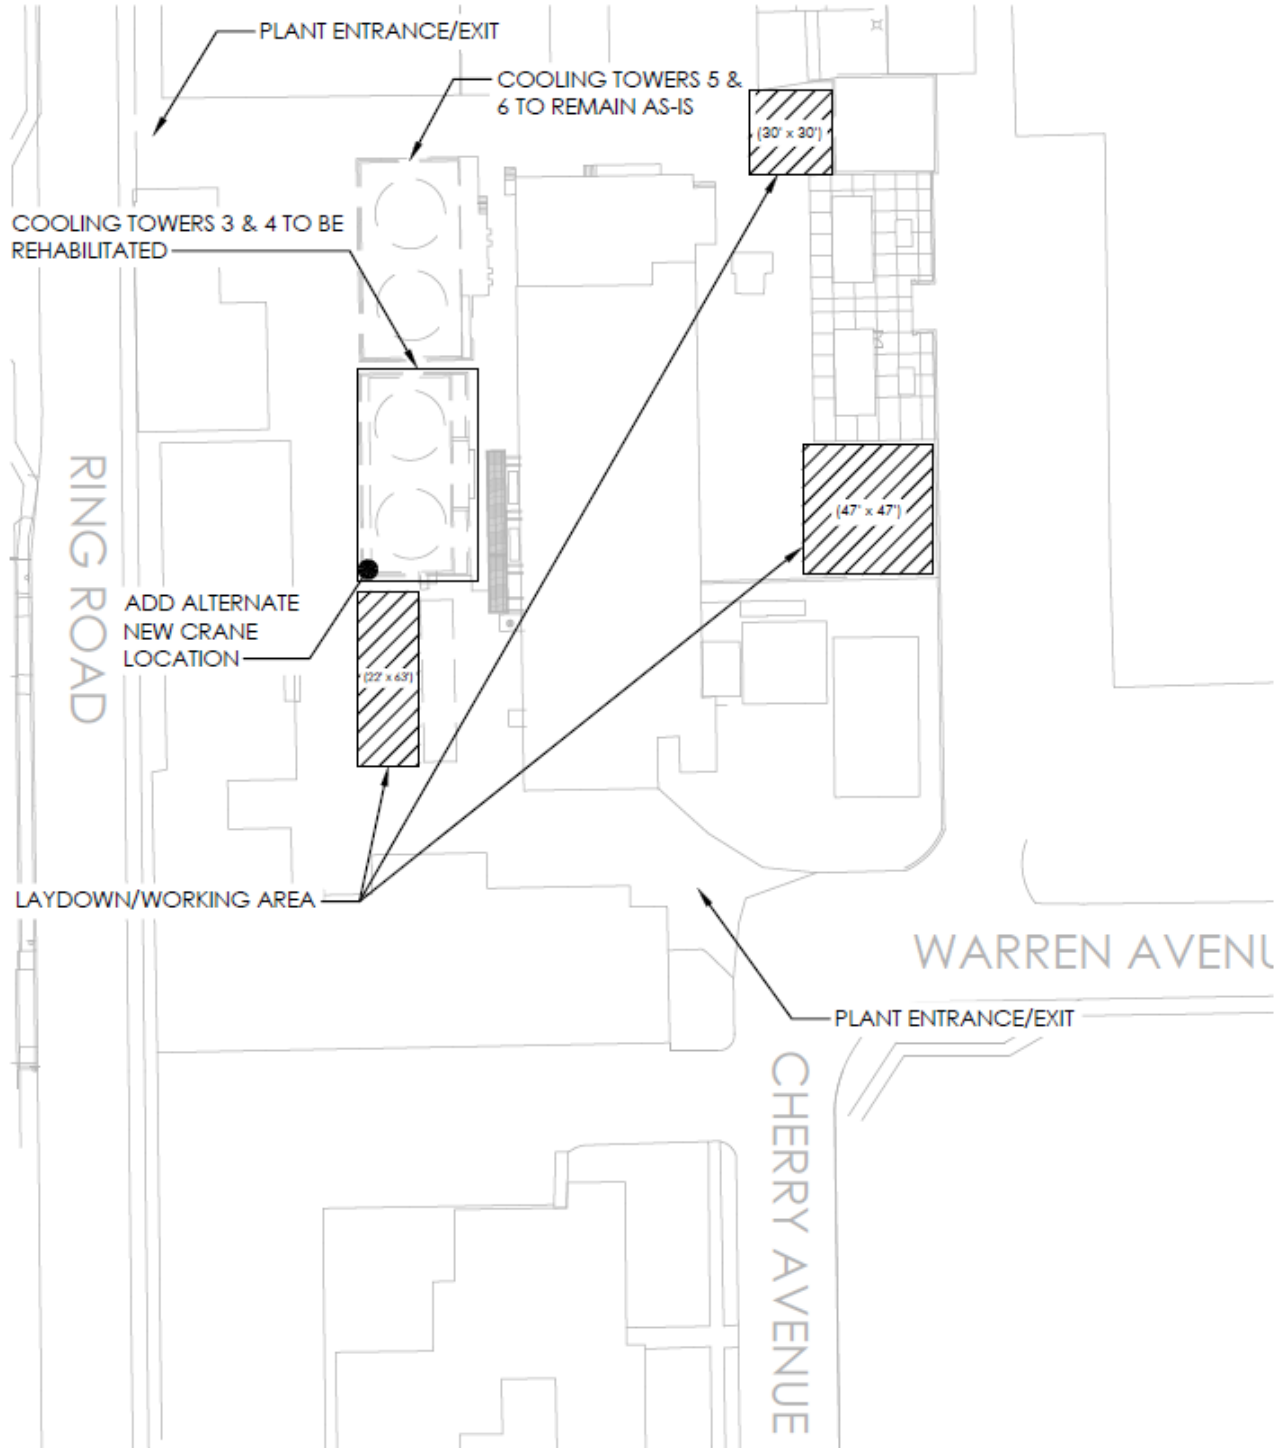 PLANT ENTRANCE/EXIT
COOLING TOWERS 5 &
6 TO REMAIN AS-IS
(30' x 30')
COOLING TOWERS 3 & 4 TO BE
REHABILITATED
RING ROAD
(47' x 47')
ADD ALTERNATE
NEW CRANE
LOCATION
(22' x 63')
LAYDOWN/WORKING AREA
WARREN AVENU
PLANT ENTRANCE/EXIT
CHERRY AVENUE